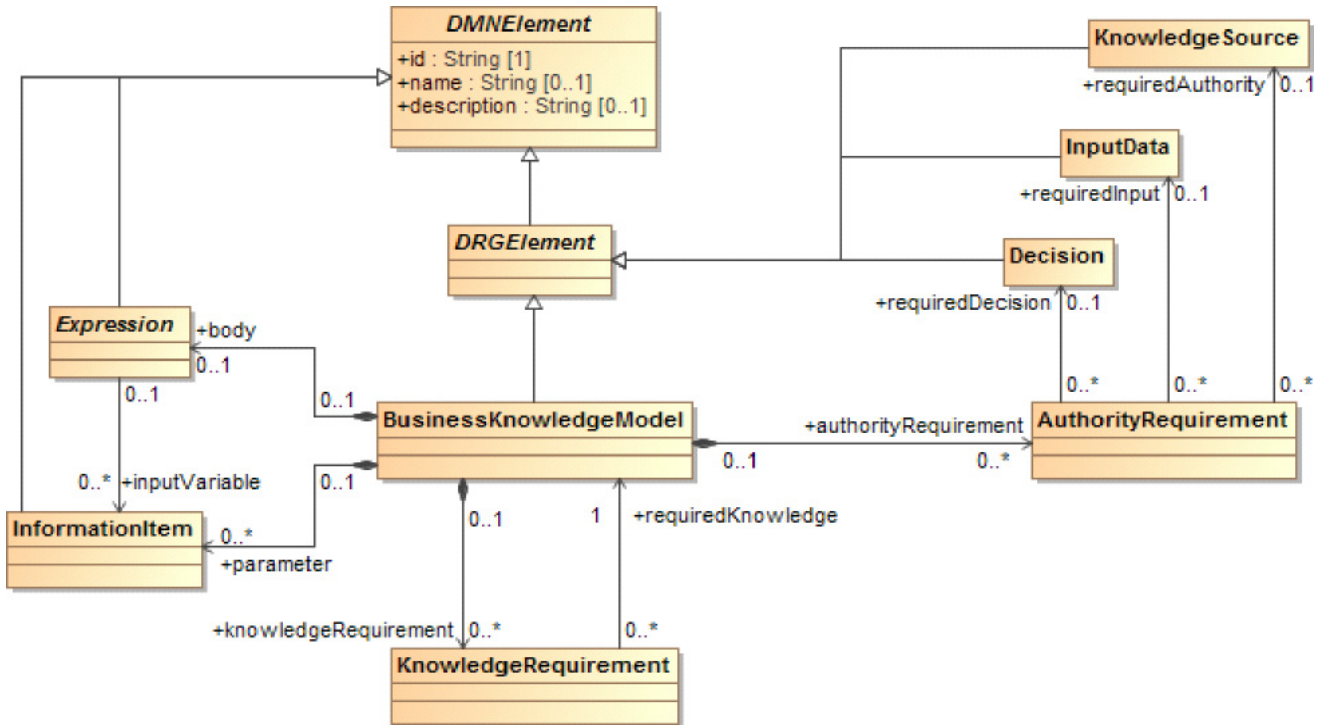 DMNElement
+id : String [1]
+name : String [0..1]
+description : String [0..1]
KnowledgeSource
+requiredAuthority
0..1
InputData
+requiredInput
0..1
DRGElement
Decision
+requiredDecision
0..1
Expression
+body
0..1
0..1
0..1
0..*
0..*
0..*
BusinessKnowledgeModel
+authorityRequirement
AuthorityRequirement
0..1
0..*
0..1
0..*
+inputVariable
InformationItem
0..*
+parameter
0..1
1
+requiredKnowledge
+knowledgeRequirement
0..*
0..*
KnowledgeRequirement